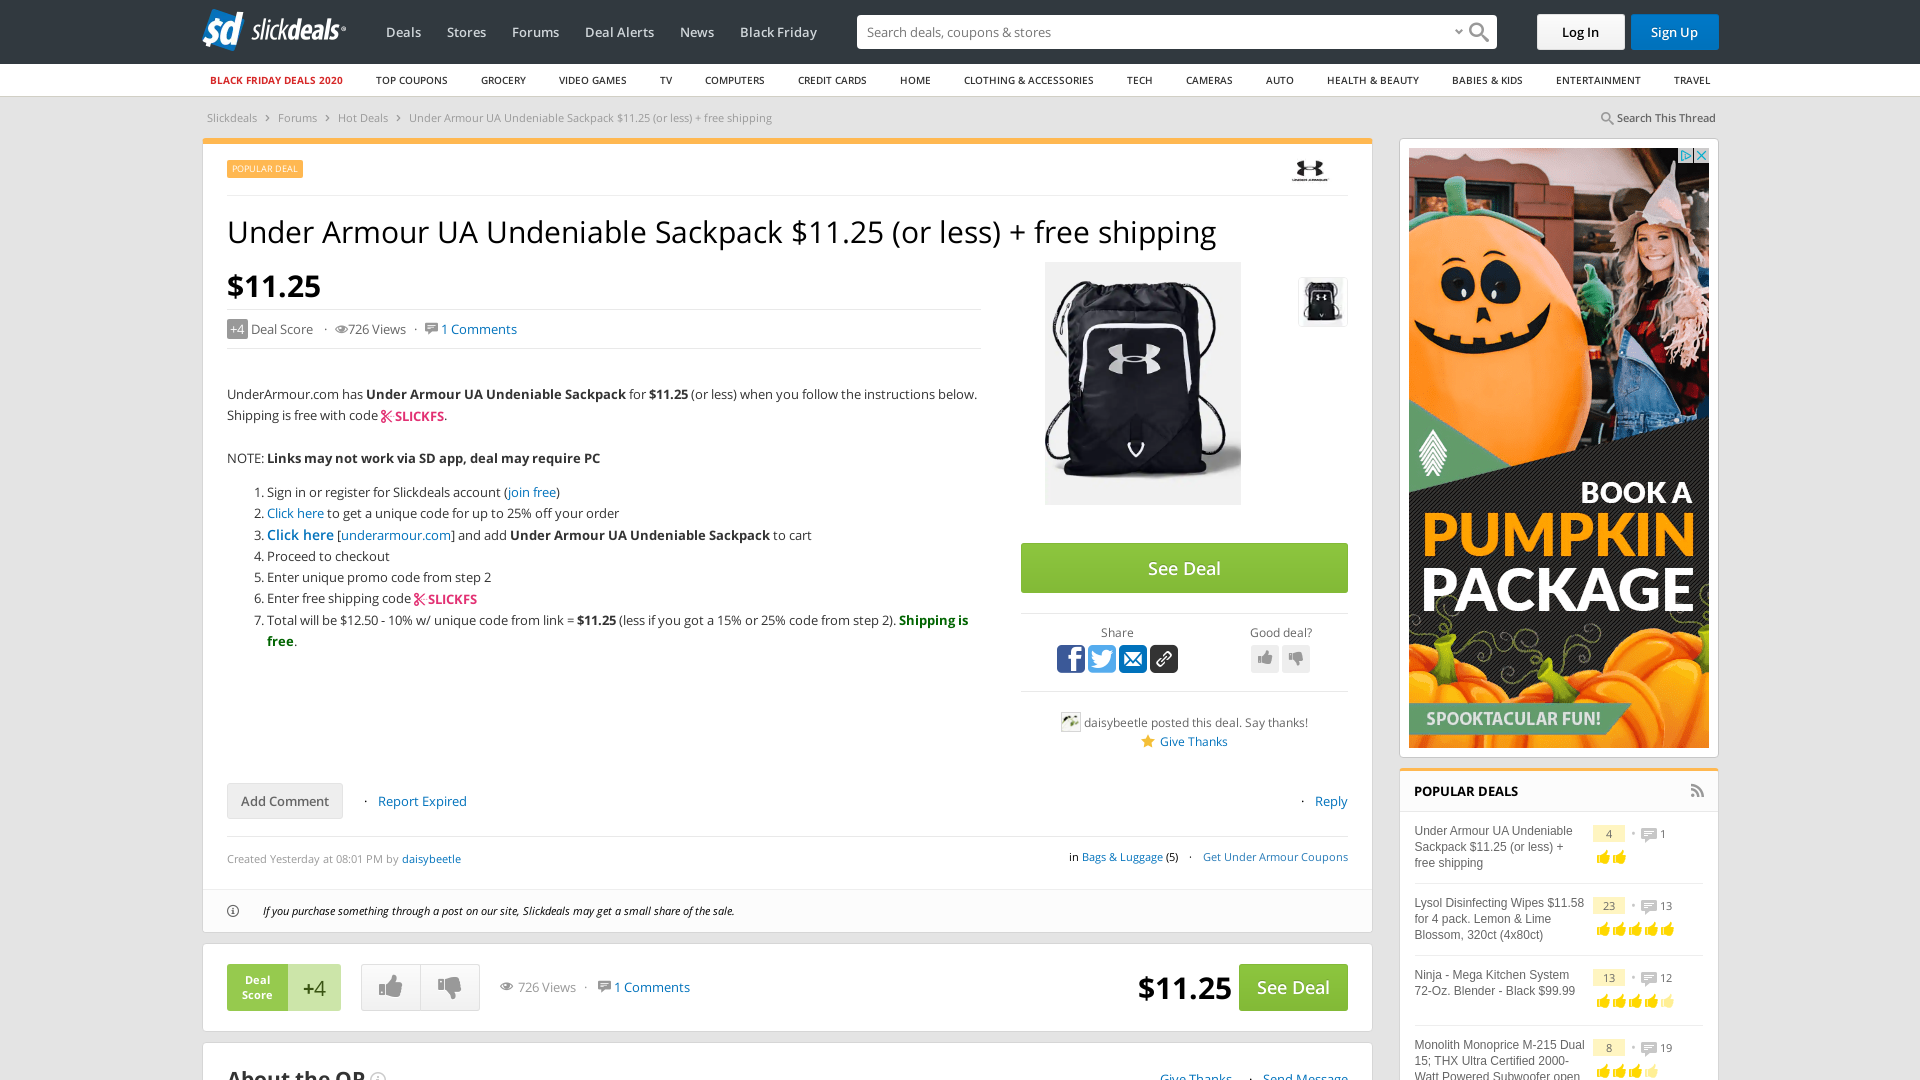 slickdeals
Deals Stores Forums Deal Alerts News Black Friday
Search deals, coupons & stores
Log In Sign Up
BLACK FRIDAY DEALS 2020 TOP COUPONS GROCERY VIDEO GAMES TV COMPUTERS CREDIT CARDS HOME CLOTHING & ACCESSORIES TECH CAMERAS AUTO HEALTH & BEAUTY BABIES & KIDS ENTERTAINMENT TRAVEL
Slickdeals › Forums › Hot Deals › Under Armour UA Undeniable Sackpack $11.25 (or less) + free shipping
Search This Thread
POPULAR DEAL
Under Armour UA Undeniable Sackpack $11.25 (or less) + free shipping
$11.25
+4 Deal Score · 726 Views · 1 Comments
UnderArmour.com has Under Armour UA Undeniable Sackpack for $11.25 (or less) when you follow the instructions below.
Shipping is free with code SLICKFS.
NOTE: Links may not work via SD app, deal may require PC
1. Sign in or register for Slickdeals account (join free)
2. Click here to get a unique code for up to 25% off your order
3. Click here [underarmour.com] and add Under Armour UA Undeniable Sackpack to cart
4. Proceed to checkout
5. Enter unique promo code from step 2
6. Enter free shipping code SLICKFS
7. Total will be $12.50 - 10% w/ unique code from link = $11.25 (less if you got a 15% or 25% code from step 2). Shipping is
free.
See Deal
Share Good deal?
daisybeetle posted this deal. Say thanks!
Give Thanks
Add Comment · Report Expired
· Reply
Created Yesterday at 08:01 PM by daisybeetle
in Bags & Luggage (5) · Get Under Armour Coupons
If you purchase something through a post on our site, Slickdeals may get a small share of the sale.
Deal
Score
+4
726 Views · 1 Comments
$11.25 See Deal
About the OP
Give Thanks · Send Message
BOOK A
PUMPKIN
PACKAGE
SPOOKTACULAR FUN!
POPULAR DEALS
Under Armour UA Undeniable
Sackpack $11.25 (or less) +
free shipping
4 • 1
Lysol Disinfecting Wipes $11.58
for 4 pack. Lemon & Lime
Blossom, 320ct (4x80ct)
23 • 13
Ninja - Mega Kitchen System
72-Oz. Blender - Black $99.99
13 • 12
Monolith Monoprice M-215 Dual
15; THX Ultra Certified 2000-
Watt Powered Subwoofer open
8 • 19